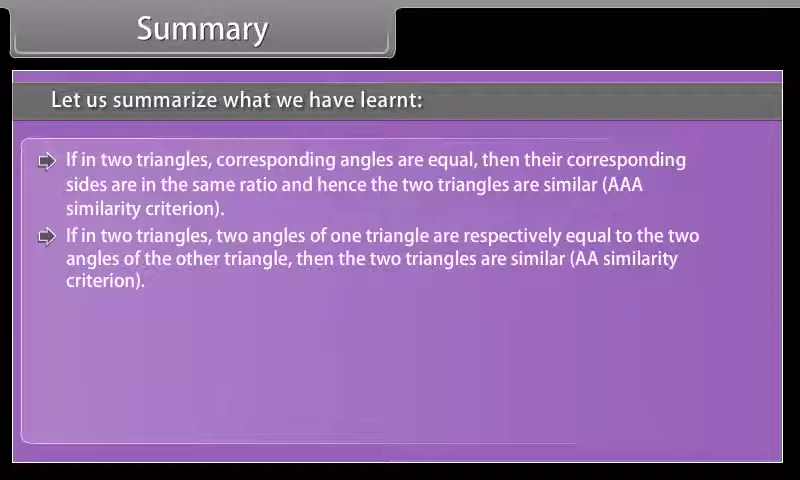 Summary
Let us summarize what we have learnt:
If in two triangles, corresponding angles are equal, then their corresponding
sides are in the same ratio and hence the two triangles are similar (AAA
similarity criterion).
If in two triangles, two angles of one triangle are respectively equal to the two
angles of the other triangle, then the two triangles are similar (AA similarity
criterion).